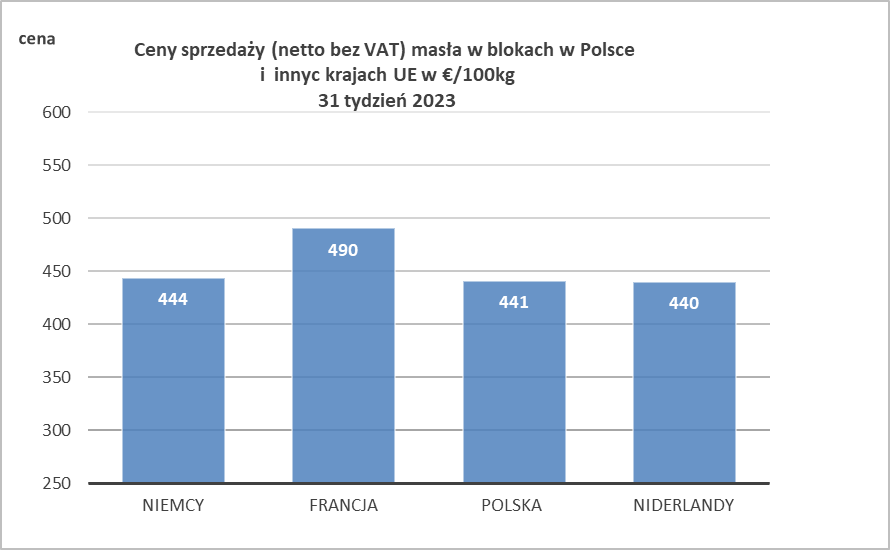 cena
Ceny sprzedaży (netto bez VAT) masła w blokach w Polsce
i  innyc krajach UE w €/100kg
31 tydzień 2023
600
550
500
450
400
350
300
250
444
490
441
440
NIEMCY
FRANCJA
POLSKA
NIDERLANDY